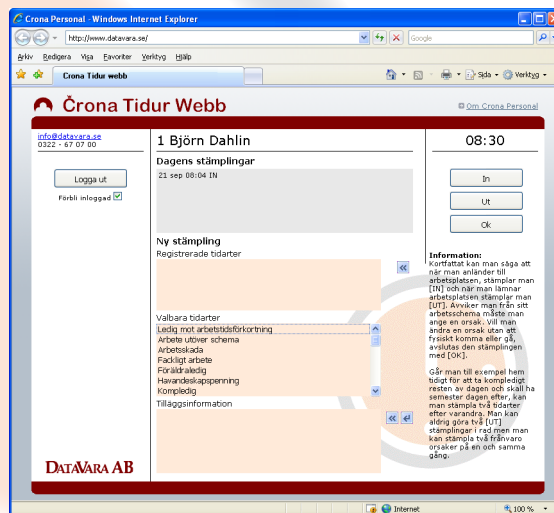 Crona Personal - Windows Internet Explorer
http://www.datavara.se/
Google
Arkiv Redigera Visa Favoriter Verktyg Hjälp
Crona Tidur webb
Sida
Verktyg
Črona Tidur Webb
Om Crona Personal
info@datavara.se
0322 - 67 07 00
Logga ut
Förbli inloggad
1 Björn Dahlin
Dagens stämplingar
21 sep 08:04 IN
Ny stämpling
Registrerade tidarter
Valbara tidarter
Ledig mot arbetstidsförkortning
Arbete utöver schema
Arbetsskada
Fackligt arbete
Föräldraledig
Havandeskapspenning
Kompledig
Tilläggsinformation
08:30
In
Ut
Ok
Information:
Kortfattat kan man säga att
när man anländer till
arbetsplatsen, stämplar man
[IN] och när man lämnar
arbetsplatsen stämplar man
[UT]. Avviker man från sitt
arbetsschema måste man
ange en orsak. Vill man
ändra en orsak utan att
fysiskt komma eller gå,
avslutas den stämplingen
med [OK].
Går man till exempel hem
tidigt för att ta kompledigt
resten av dagen och skall ha
semester dagen efter, kan
man stämpla två tidarter
efter varandra. Man kan
aldrig göra två [UT]
stämplingar i rad men man
kan stämpla två frånvaro
orsaker på en och samma
gång.
DATAVARA AB
Internet
100 %